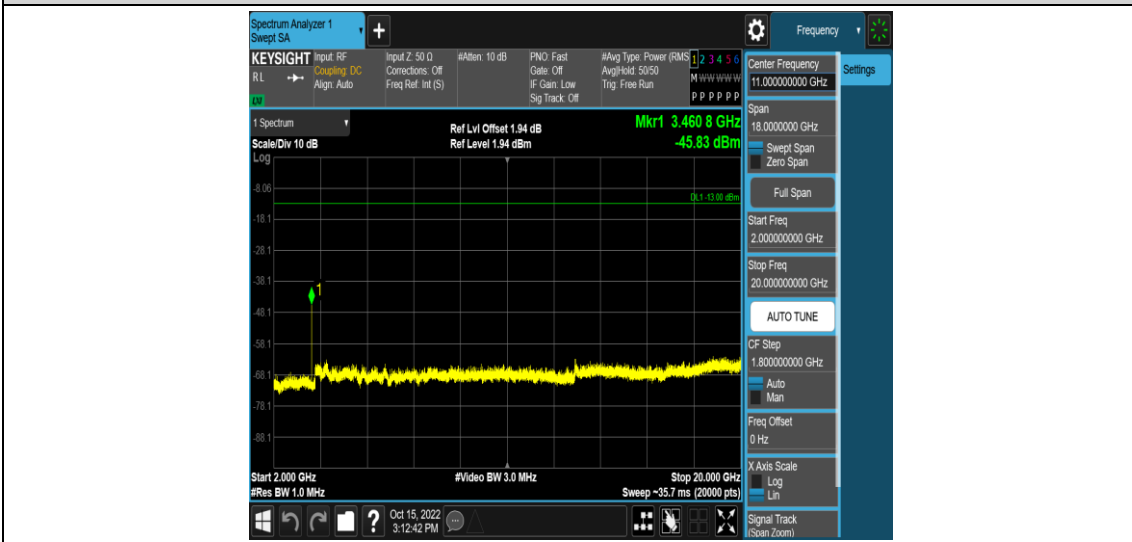 Spectrum Analyzer 1
Swept SA
+
Frequency
KEYSIGHT
RL
LXI
Input: RF
Coupling: DC
Align: Auto
Input Z: 50 Ω
Corrections: Off
Freq Ref: Int (S)
#Atten: 10 dB
PNO: Fast
Gate: Off
IF Gain: Low
Sig Track: Off
#Avg Type: Power (RMS
Avg|Hold: 50/50
Trig: Free Run
1 2 3 4 5 6
M W W W W W
P P P P P P
1 Spectrum
Scale/Div 10 dB
Log
Ref Lvl Offset 1.94 dB
Ref Level 1.94 dBm
Mkr1 3.460 8 GHz
-45.83 dBm
-8.06
DL1 -13.00 dBm
-18.1
-28.1
-38.1
1
-48.1
-58.1
-68.1
-78.1
-88.1
Start 2.000 GHz
#Res BW 1.0 MHz
#Video BW 3.0 MHz
Stop 20.000 GHz
Sweep ~35.7 ms (20000 pts)
?
Oct 15, 2022
3:12:42 PM
Center Frequency
11.000000000 GHz
Settings
Span
18.0000000 GHz
Swept Span
Zero Span
Full Span
Start Freq
2.000000000 GHz
Stop Freq
20.000000000 GHz
AUTO TUNE
CF Step
1.800000000 GHz
Auto
Man
Freq Offset
0 Hz
X Axis Scale
Log
Lin
Signal Track
(Span Zoom)